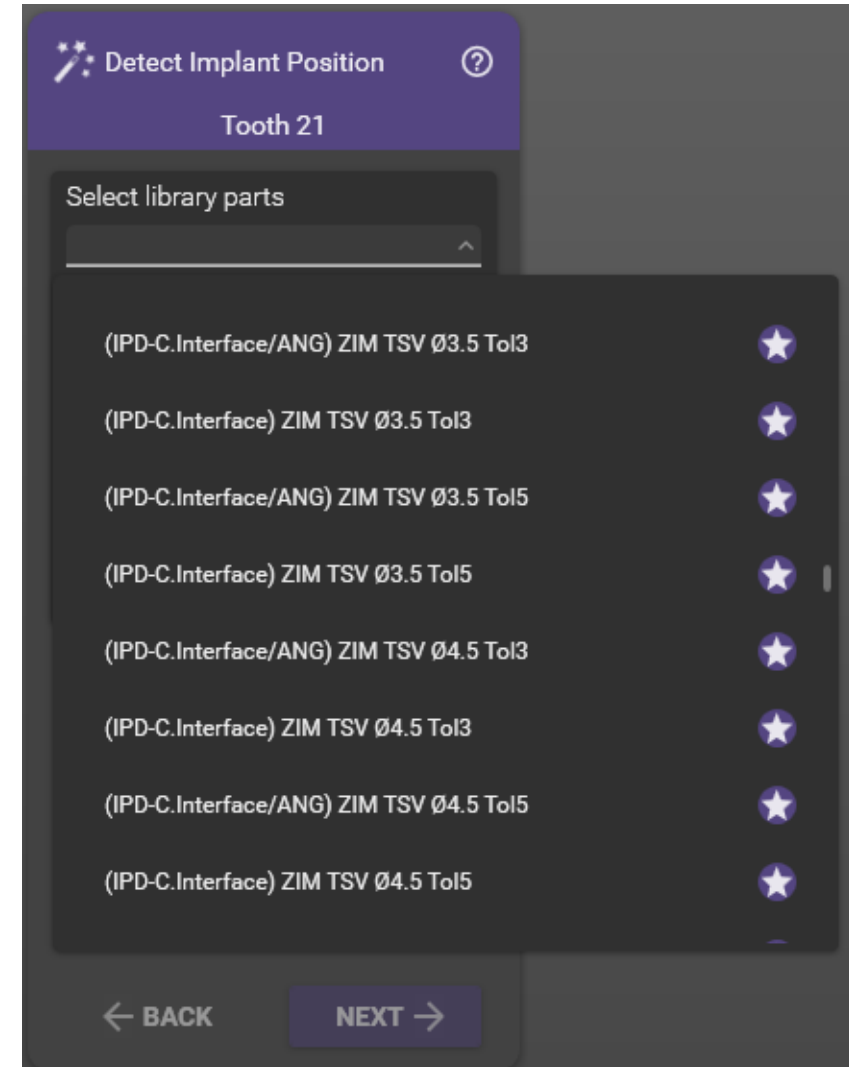 Detect Implant Position
Tooth 21
Select library parts
(IPD-C.Interface/ANG) ZIM TSV Ø3.5 Tol3
(IPD-C.Interface) ZIM TSV Ø3.5 Tol3
(IPD-C.Interface/ANG) ZIM TSV Ø3.5 Tol5
(IPD-C.Interface) ZIM TSV Ø3.5 Tol5
(IPD-C.Interface/ANG) ZIM TSV Ø4.5 Tol3
(IPD-C.Interface) ZIM TSV Ø4.5 Tol3
(IPD-C.Interface/ANG) ZIM TSV Ø4.5 Tol5
(IPD-C.Interface) ZIM TSV Ø4.5 Tol5
BACK NEXT